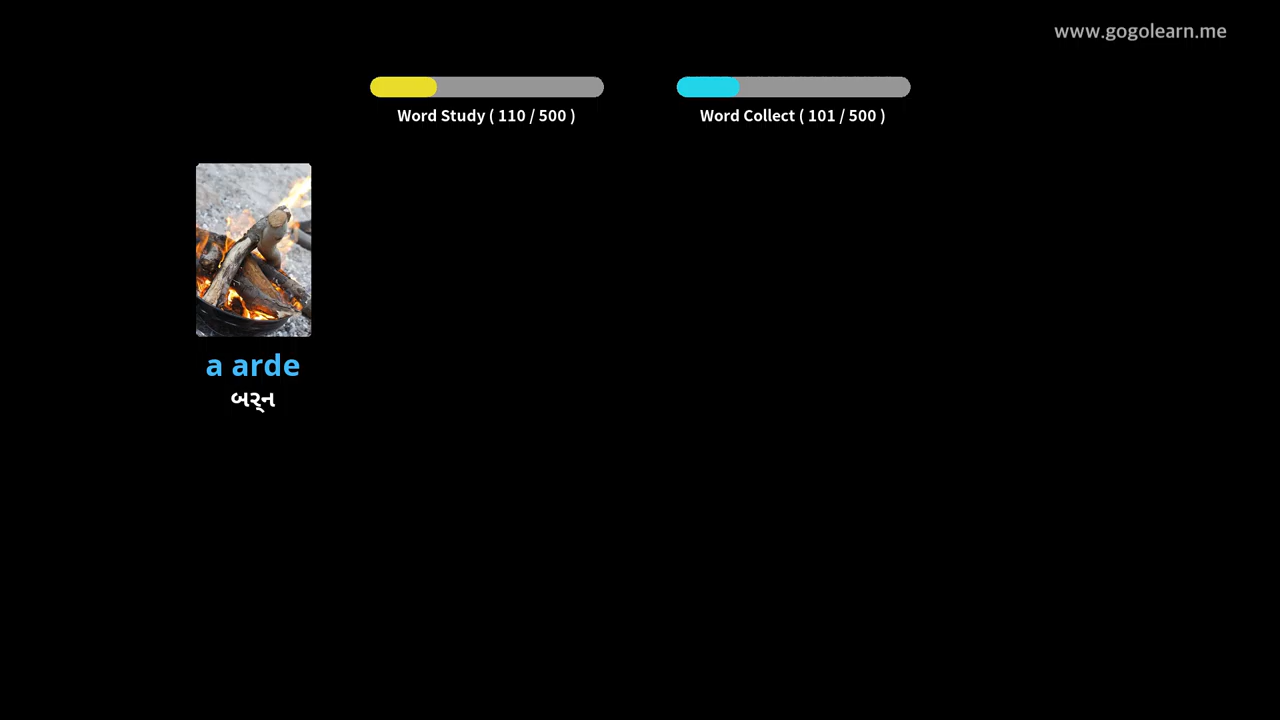 www.gogolearn.me
Word Study ( 110 / 500 )
Word Collect ( 101 / 500 )
a arde
બર્ન